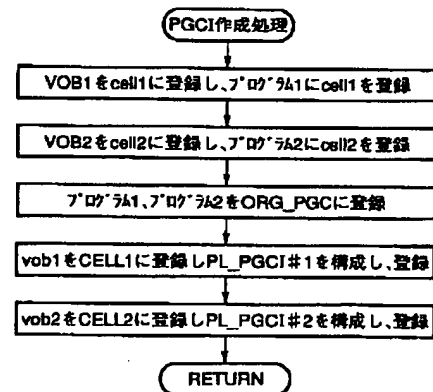 PGCI作成処理
VOB1をcell1に登録し、プログラム1にcell1を登録
VOB2をcell2に登録し、プログラム2にcell2を登録
プログラム1、プログラム2をORG_PGCに登録
vob1をCELL1に登録しPL_PGCI#1を構成し、登録
vob2をCELL2に登録しPL_PGCI#2を構成し、登録
RETURN